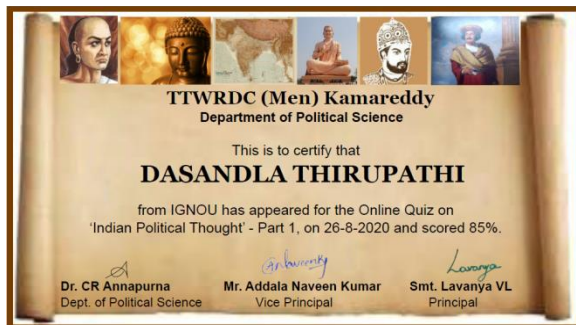 TTWRDC (Men) Kamareddy
Department of Political Science
This is to certify that
DASANDLA THIRUPATHI
from IGNOU has appeared for the Online Quiz on
'Indian Political Thought' - Part 1, on 26-8-2020 and scored 85%.
Lavanya
Dr. CR Annapurna Mr. Addala Naveen Kumar Smt. Lavanya VL
Dept. of Political Science Vice Principal Principal